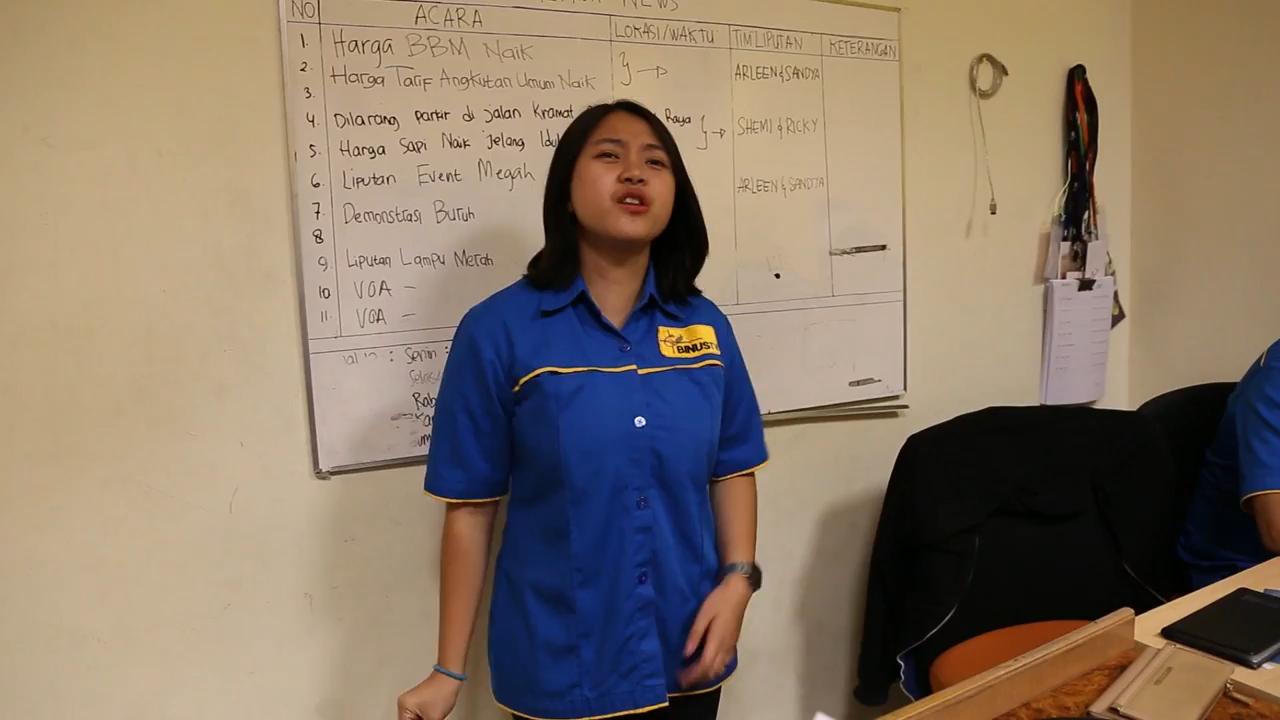 NEWS
NO ACARA LOKASI/WAKTU TIM LIPUTAN KETERANGAN
1. Harga BBM Naik
2. Harga Tarif Angkutan Umum Naik ARLEEN & SANDYA
3.
4. Dilarang parkir di jalan Kramat Raya SHEMI & RICKY
5. Harga Sapi Naik Jelang
6. Liputan Event Megah ARLEEN & SANDYA
7. Demonstrasi Buruh
8
9. Liputan Lampu Merah
10 VOA -
11. VOA -
: Senin :
BINUSTV